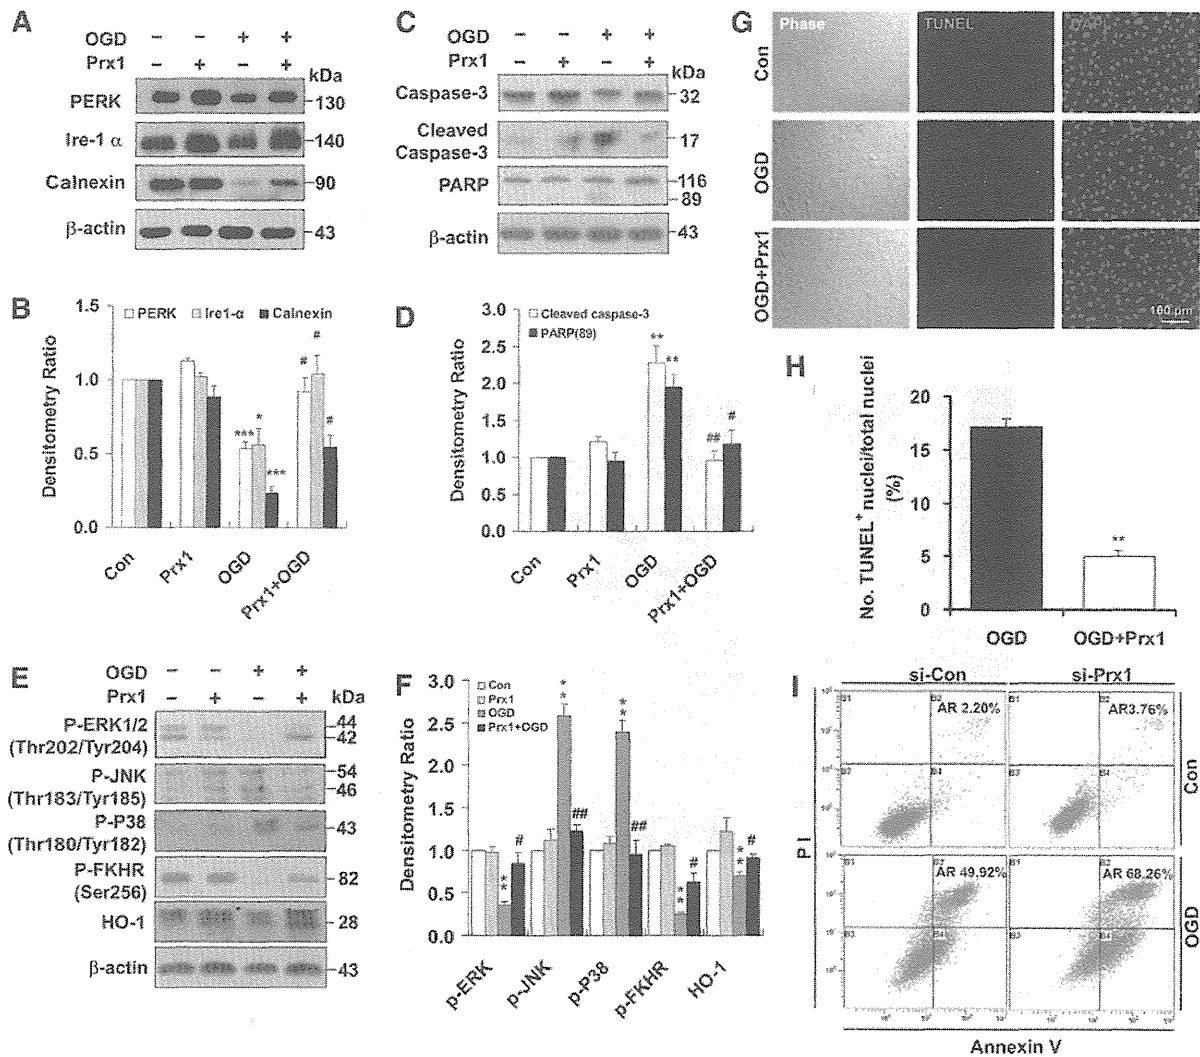 A
OGD - - + +
Prx1 - + - + kDa
PERK 130
Ire-1 α 140
Calnexin 90
β-actin 43
B
1.5
1.0
0.5
0.0
Densitometry Ratio
PERK Ire1-α Calnexin
*** * ***
# # #
Con Prx1 OGD Prx1+OGD
C
OGD - - + +
Prx1 - + - + kDa
Caspase-3 32
Cleaved
Caspase-3 17
PARP 116
89
β-actin 43
D
3.0
2.5
2.0
1.5
1.0
0.5
0.0
Densitometry Ratio
Cleaved caspase-3
PARP(89)
** **
## #
Con Prx1 OGD Prx1+OGD
E
OGD - - + +
Prx1 - + - + kDa
P-ERK1/2 44
(Thr202/Tyr204) 42
P-JNK 54
(Thr183/Tyr185) 46
P-P38 43
(Thr180/Tyr182)
P-FKHR 82
(Ser256)
HO-1 28
β-actin 43
F
3.0
2.5
2.0
1.5
1.0
0.5
0.0
Densitometry Ratio
Con
Prx1
OGD
Prx1+OGD
** # ** ## ** ## ** # ** #
p-ERK p-JNK p-P38 p-FKHR HO-1
G
Phase TUNEL DAPI
Con
OGD
OGD+Prx1
100 μm
H
20
15
10
5
0
No. TUNEL+ nuclei/total nuclei
(%)
**
OGD OGD+Prx1
I
si-Con si-Prx1
AR 2.20% AR3.76%
Con
AR 49.92% AR 68.26%
OGD
PI
Annexin V